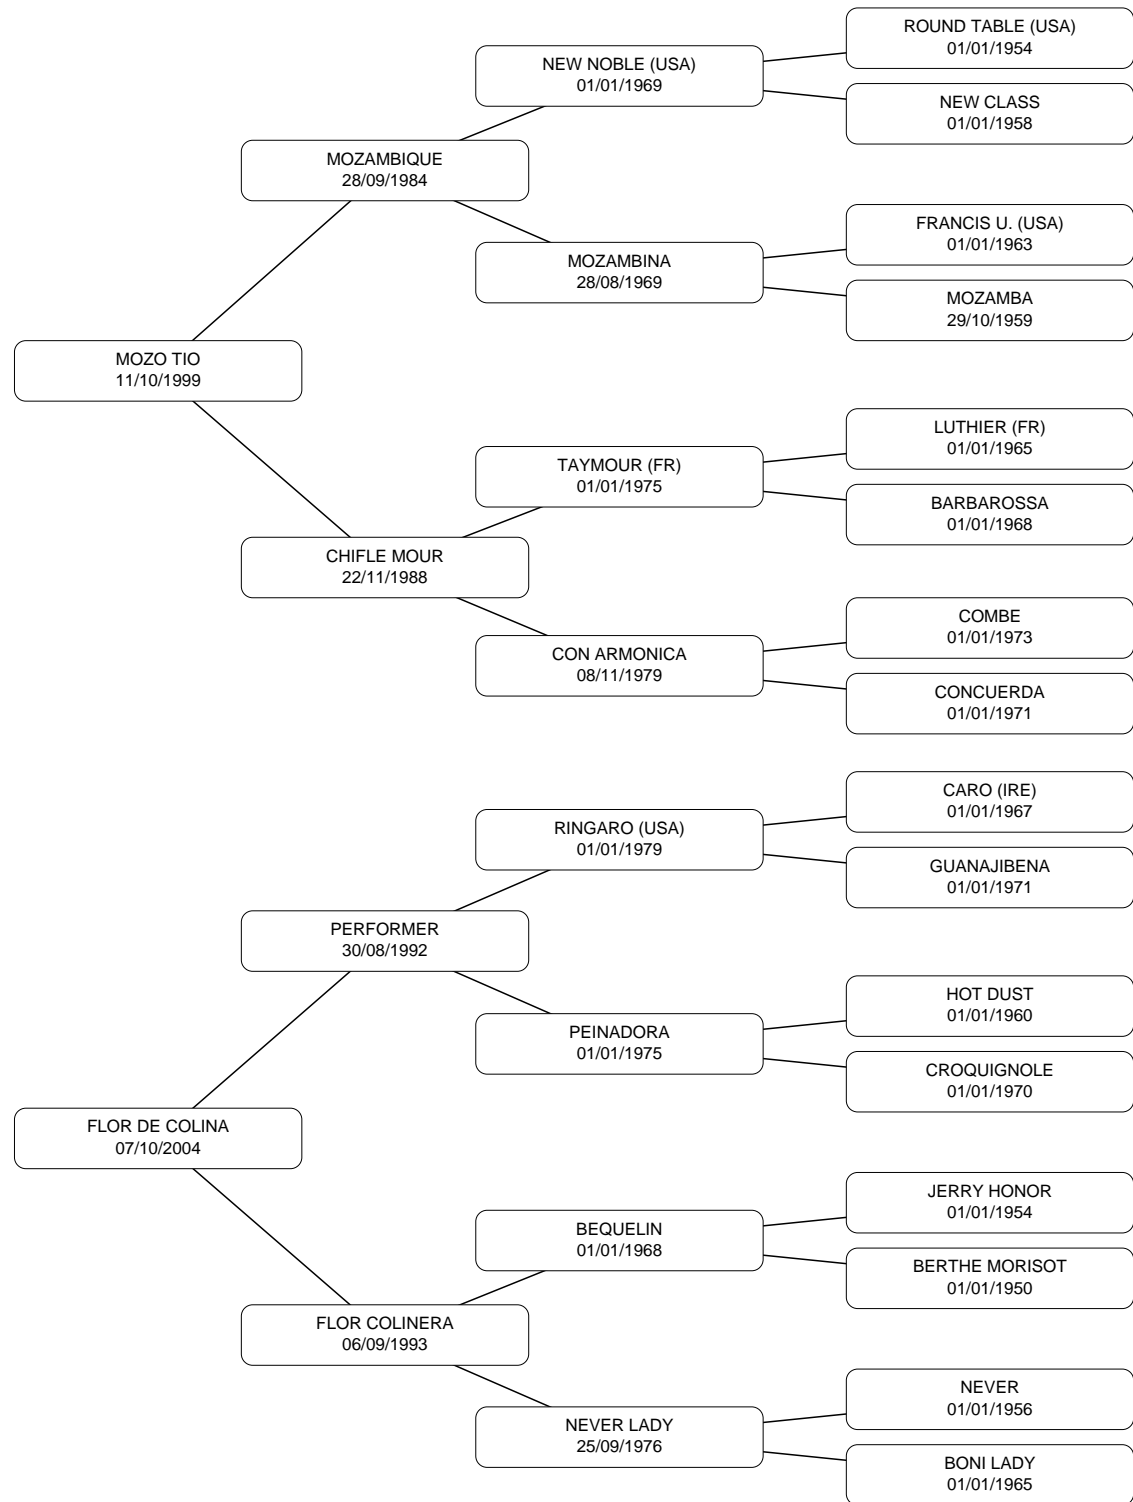 ROUND TABLE (USA)
01/01/1954
NEW NOBLE (USA)
01/01/1969
NEW CLASS
01/01/1958
MOZAMBIQUE
28/09/1984
FRANCIS U. (USA)
01/01/1963
MOZAMBINA
28/08/1969
MOZAMBA
29/10/1959
MOZO TIO
11/10/1999
LUTHIER (FR)
01/01/1965
TAYMOUR (FR)
01/01/1975
BARBAROSSA
01/01/1968
CHIFLE MOUR
22/11/1988
COMBE
01/01/1973
CON ARMONICA
08/11/1979
CONCUERDA
01/01/1971
CARO (IRE)
01/01/1967
RINGARO (USA)
01/01/1979
GUANAJIBENA
01/01/1971
PERFORMER
30/08/1992
HOT DUST
01/01/1960
PEINADORA
01/01/1975
CROQUIGNOLE
01/01/1970
FLOR DE COLINA
07/10/2004
JERRY HONOR
01/01/1954
BEQUELIN
01/01/1968
BERTHE MORISOT
01/01/1950
FLOR COLINERA
06/09/1993
NEVER
01/01/1956
NEVER LADY
25/09/1976
BONI LADY
01/01/1965